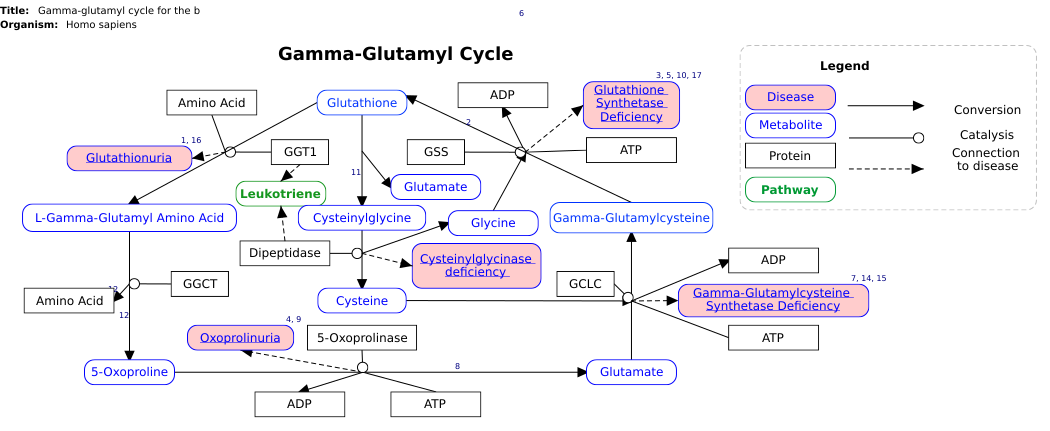 Title: Gamma-glutamyl cycle for the b
Organism: Homo sapiens
6
Gamma-Glutamyl Cycle
Legend
Disease
Metabolite
Protein
Pathway
Conversion
Catalysis
Connection
to disease
3, 5, 10, 17
Glutathione
Synthetase
Deficiency
ADP
Amino Acid
Glutathione
2
1, 16
Glutathionuria
GGT1
GSS
ATP
11
Glutamate
Leukotriene
L-Gamma-Glutamyl Amino Acid
Cysteinylglycine
Glycine
Gamma-Glutamylcysteine
Dipeptidase
Cysteinylglycinase
deficiency
ADP
GGCT
GCLC
7, 14, 15
Gamma-Glutamylcysteine
Synthetase Deficiency
12
Amino Acid
Cysteine
12
4, 9
Oxoprolinuria
5-Oxoprolinase
ATP
5-Oxoproline
8
Glutamate
ADP
ATP